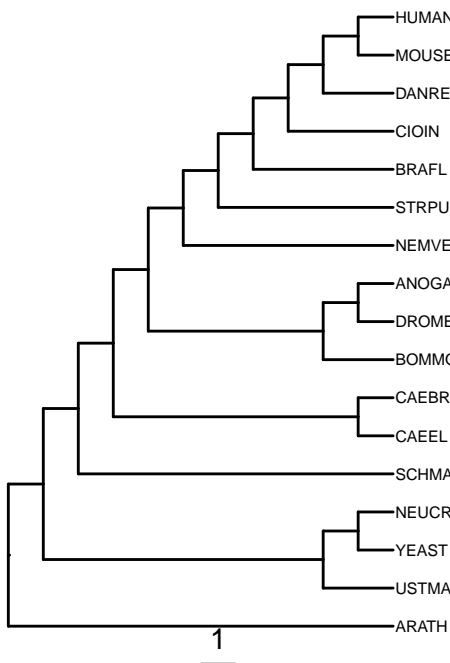 HUMAN
MOUSE
DANRE
CIOIN
BRAFL
STRPU
NEMVE
ANOGA
DROME
BOMMO
CAEBR
CAEEL
SCHMA
NEUCR
YEAST
USTMA
ARATH
1